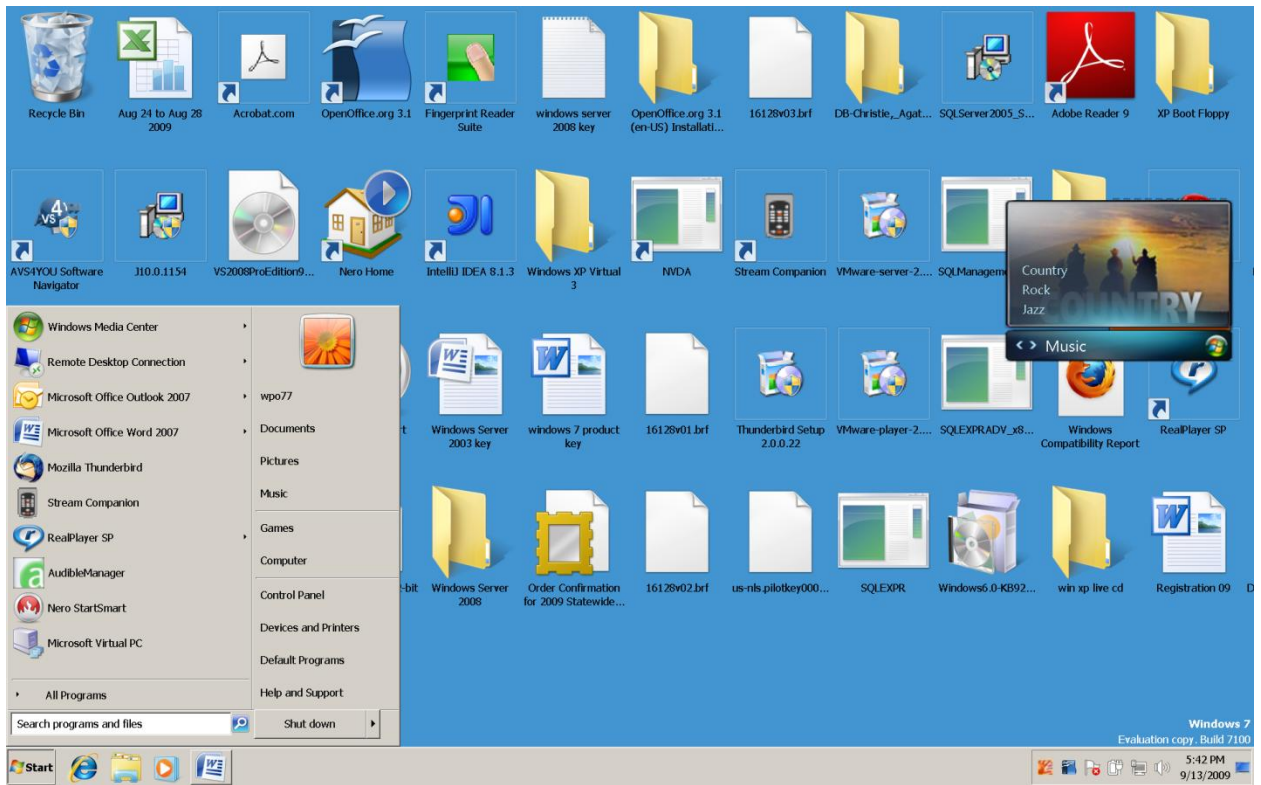 Recycle Bin
Aug 24 to Aug 28
2009
Acrobat.com
OpenOffice.org 3.1
Fingerprint Reader
Suite
windows server
2008 key
OpenOffice.org 3.1
(en-US) Installati...
16128v03.brf
DB-Christie,_Agat...
SQLServer2005_S...
Adobe Reader 9
XP Boot Floppy
AVS4YOU Software
Navigator
J10.0.1154
VS2008ProEdition9...
Nero Home
IntelliJ IDEA 8.1.3
Windows XP Virtual
3
NVDA
Stream Companion
VMware-server-2....
SQLManagem
Country
Rock
Jazz
COUNTRY
Music
Windows Server
2003 key
windows 7 product
key
16128v01.brf
Thunderbird Setup
2.0.0.22
VMware-player-2....
SQLEXPRADV_x8...
Windows
Compatibility Report
RealPlayer SP
-bit
Windows Server
2008
Order Confirmation
for 2009 Statewide...
16128v02.brf
us-nls.pilotkey000...
SQLEXPR
Windows6.0-KB92...
win xp live cd
Registration 09
D
Windows Media Center
Remote Desktop Connection
Microsoft Office Outlook 2007
Microsoft Office Word 2007
Mozilla Thunderbird
Stream Companion
RealPlayer SP
AudibleManager
Nero StartSmart
Microsoft Virtual PC
All Programs
Search programs and files
wpo77
Documents
Pictures
Music
Games
Computer
Control Panel
Devices and Printers
Default Programs
Help and Support
Shut down
Windows 7
Evaluation copy. Build 7100
Start
5:42 PM
9/13/2009